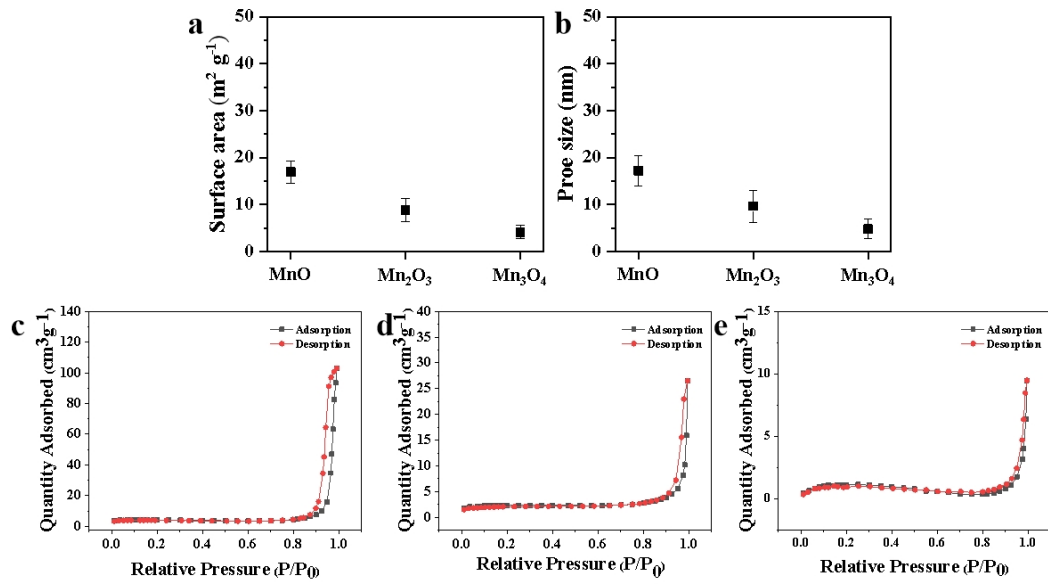 a
50
40
30
20
10
0
Surface area (m² g⁻¹)
MnO
Mn₂O₃
Mn₃O₄
b
50
40
30
20
10
0
Proe size (nm)
MnO
Mn₂O₃
Mn₃O₄
c
140
120
100
80
60
40
20
0
Quantity Adsorbed (cm³g⁻¹)
Adsorption
Desorption
0.0 0.2 0.4 0.6 0.8 1.0
Relative Pressure (P/P₀)
d
40
35
30
25
20
15
10
5
0
Quantity Adsorbed (cm³g⁻¹)
Adsorption
Desorption
0.0 0.2 0.4 0.6 0.8 1.0
Relative Pressure (P/P₀)
e
15
10
5
0
Quantity Adsorbed (cm³g⁻¹)
Adsorption
Desorption
0.0 0.2 0.4 0.6 0.8 1.0
Relative Pressure (P/P₀)